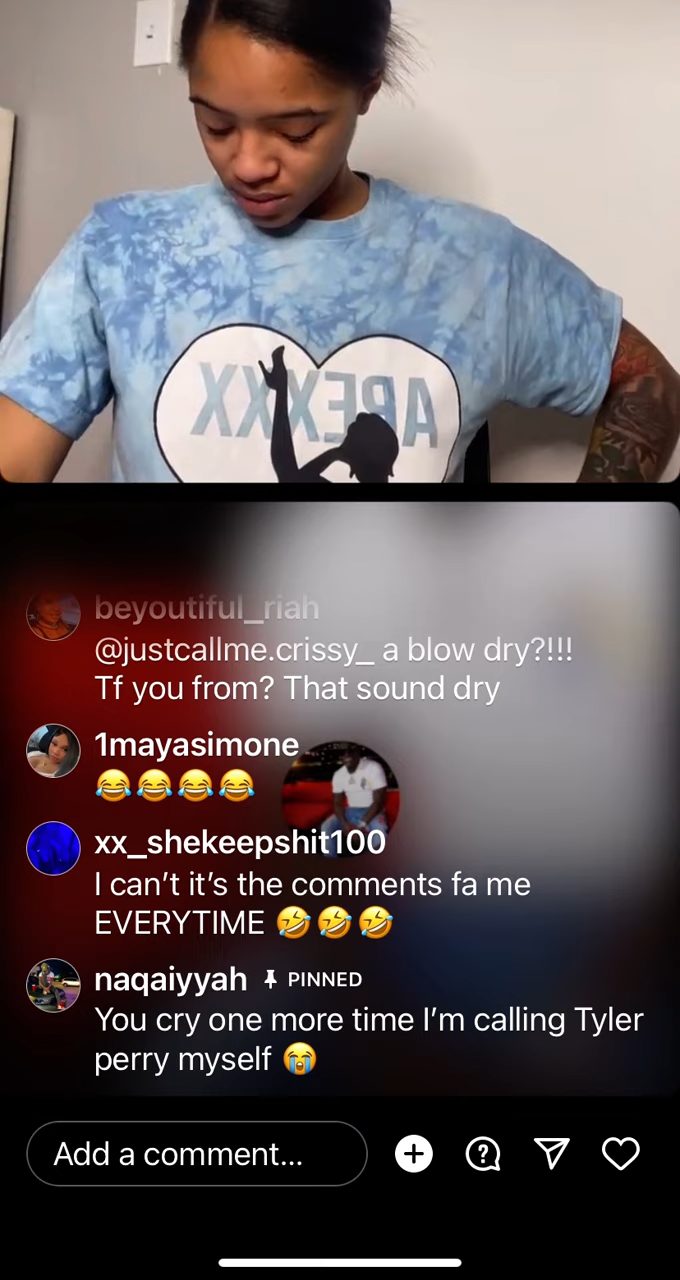 APEXXX
beyoutiful_riah
@justcallme.crissy_ a blow dry?!!!
Tf you from? That sound dry
1mayasimone
😂😂😂😂
xx_shekeepshit100
I can’t it’s the comments fa me
EVERYTIME 🤣🤣🤣
naqaiyyah 📌 PINNED
You cry one more time I’m calling Tyler
perry myself 😭
Add a comment...